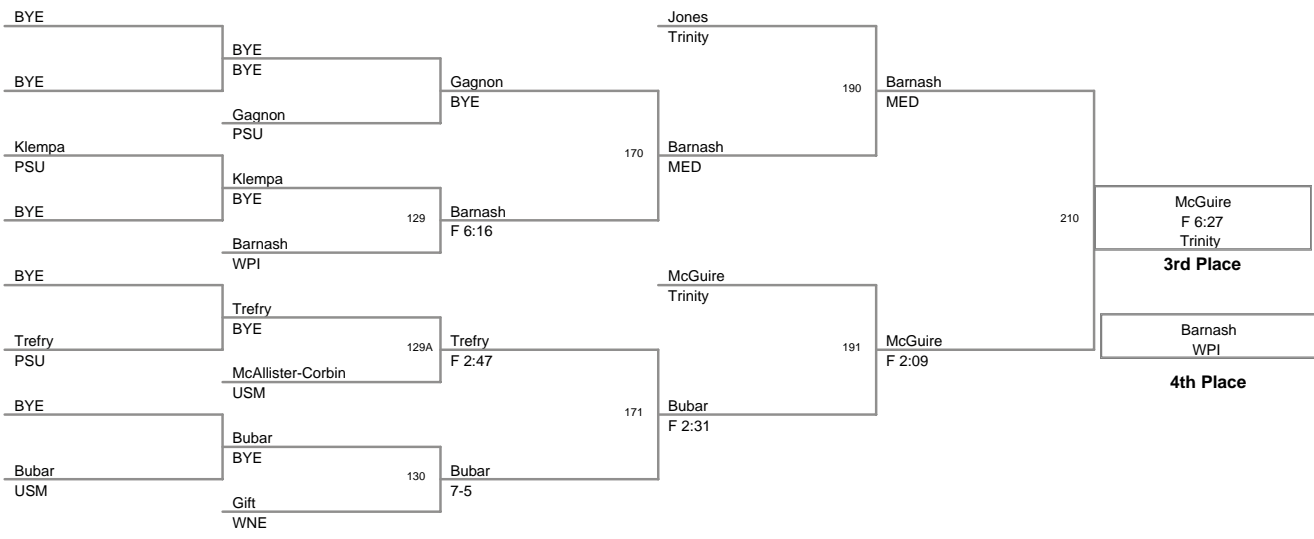 BYE
BYE
Klempa
PSU
BYE
BYE
Trefry
PSU
BYE
Bubar
USM
BYE
BYE
Gagnon
PSU
Klempa
BYE
129
Barnash
WPI
Trefry
BYE
129A
McAllister-Corbin
USM
Bubar
BYE
130
Gift
WNE
Gagnon
BYE
170
Barnash
F 6:16
Trefry
F 2:47
171
Bubar
7-5
Jones
Trinity
190
Barnash
MED
McGuire
Trinity
191
Bubar
F 2:31
Barnash
MED
210
McGuire
F 2:09
McGuire
F 6:27
Trinity
3rd Place
Barnash
WPI
4th Place